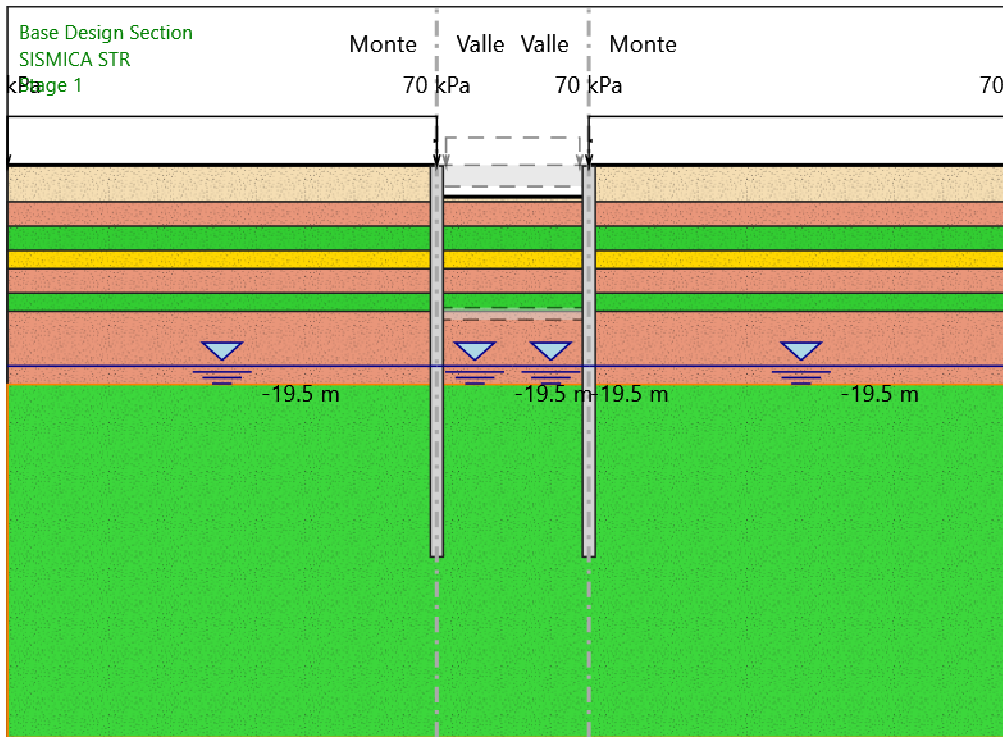 Base Design Section
SISMICA STR
Stage 1
Monte Valle Valle Monte
kPa 70 kPa 70 kPa 70
-19.5 m -19.5 m -19.5 m -19.5 m